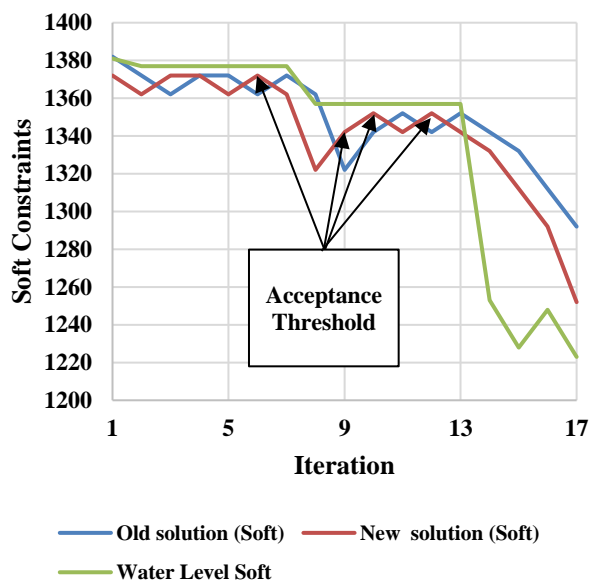 1400
1380
1360
1340
1320
1300
1280
1260
1240
1220
1200
Soft Constraints
Acceptance
Threshold
1 5 9 13 17
Iteration
Old solution (Soft) New solution (Soft)
Water Level Soft